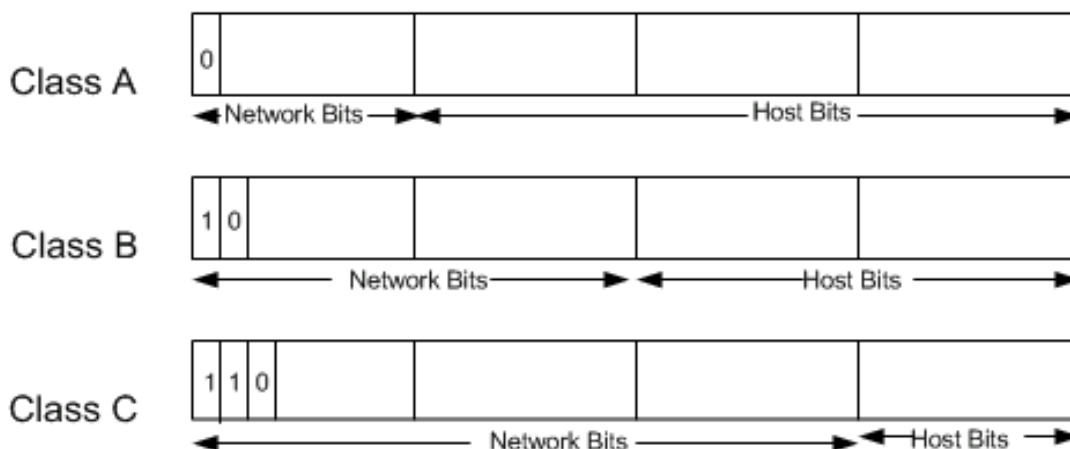 Class A
0
Network Bits Host Bits
Class B
1 0
Network Bits Host Bits
Class C
1 1 0
Network Bits Host Bits